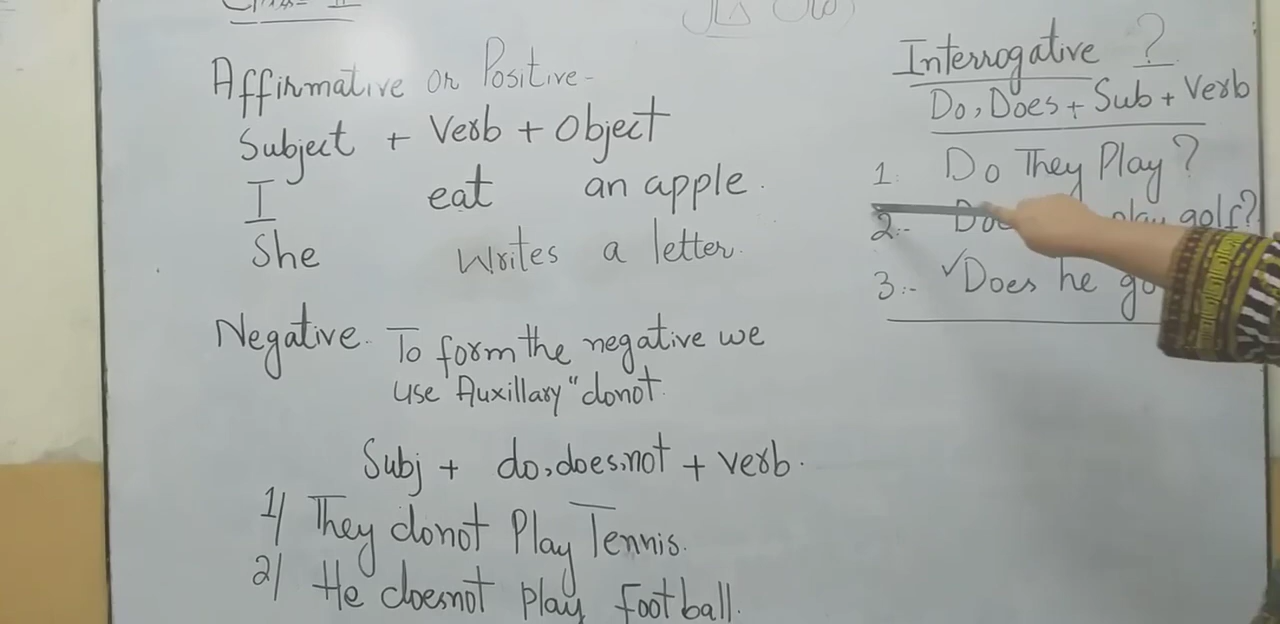 Affirmative or Positive-
Subject + Verb + Object
I eat an apple.
She writes a letter.
Negative. To form the negative we
use "Auxillary" donot.
Subj + do, does, not + verb.
1/ They donot Play Tennis.
2/ He doesnot play Football.
Interrogative ?
Do, Does + Sub + Verb
1. Do They Play?
2:- play golf?
3:- ✓Does he